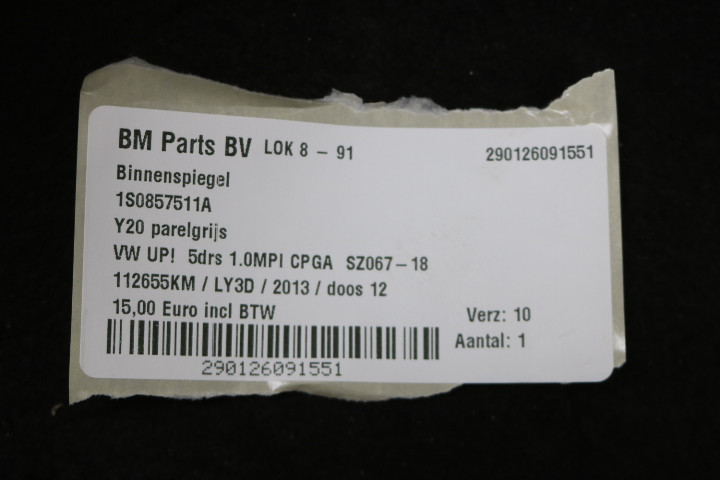 BM Parts BV LOK 8 - 91 290126091551
Binnenspiegel
1S0857511A
Y20 parelgrijs
VW UP! 5drs 1.0MPI CPGA SZ067-18
112655KM / LY3D / 2013 / doos 12
15,00 Euro incl BTW Verz: 10
Aantal: 1
290126091551